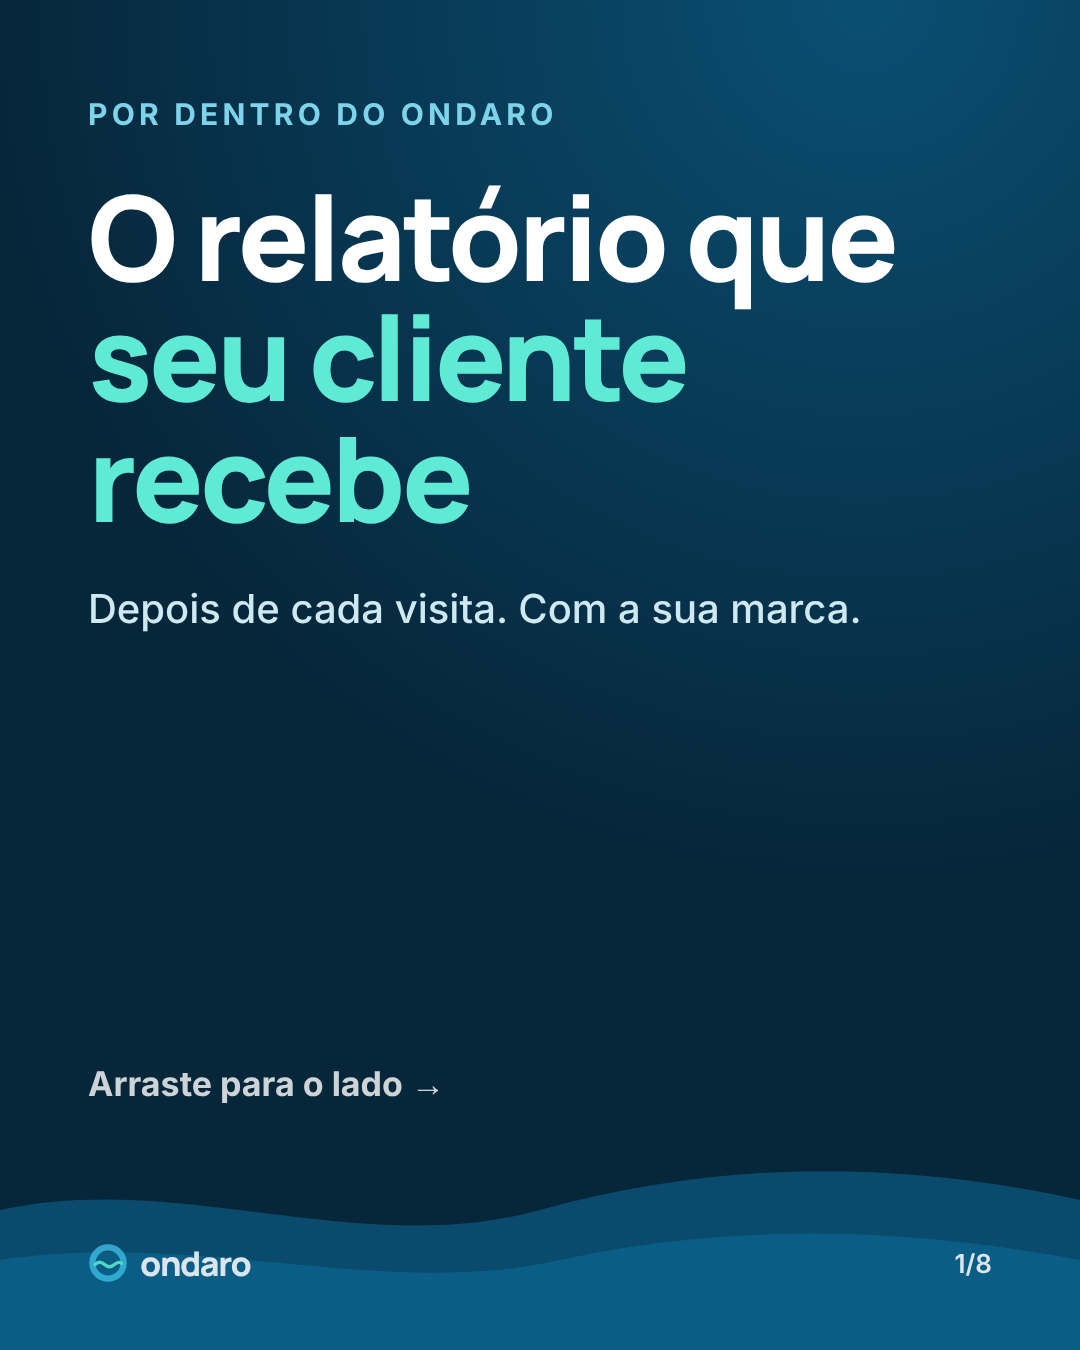 POR DENTRO DO ONDARO
O relatório que
seu cliente
recebe
Depois de cada visita. Com a sua marca.
Arraste para o lado →
ondaro
1/8